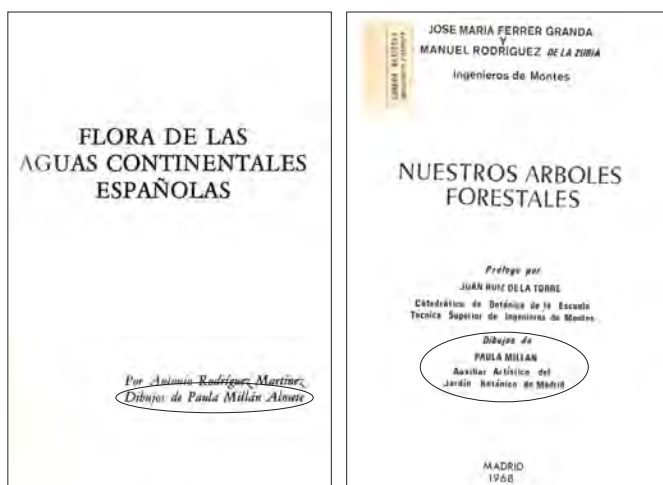 FLORA DE LAS
AGUAS CONTINENTALES
ESPAÑOLAS
Por Antonio Rodríguez Martínez
Dibujos de Paula Millán Alosete
JOSE MARIA FERRER GRANDA
Y
MANUEL RODRIGUEZ DE LA ZUBIA
Ingenieros de Montes
NUESTROS ARBOLES
FORESTALES
Prólogo por
JUAN RUIZ DE LA TORRE
Catedrático de Botánica de la Escuela
Técnica Superior de Ingenieros de Montes
Dibujos de
PAULA MILLAN
Auxiliar Artístico del
Jardín Botánico de Madrid
MADRID
1968